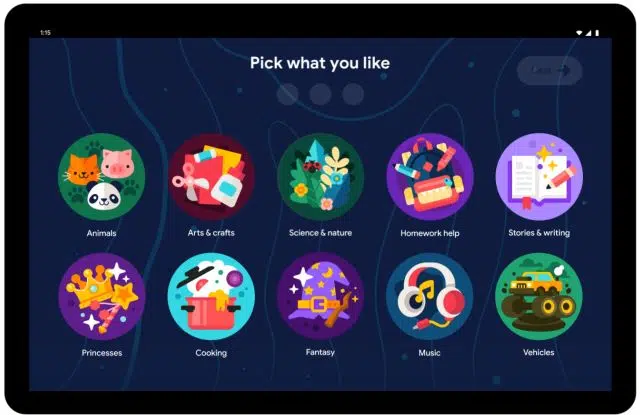 1:15
Pick what you like
Animals
Arts & crafts
Science & nature
Homework help
Stories & writing
Princesses
Cooking
Fantasy
Music
Vehicles